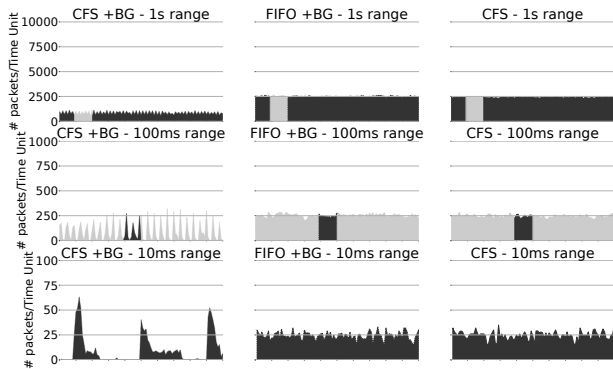 CFS +BG - 1s range
FIFO +BG - 1s range
CFS - 1s range
# packets/Time Unit
10000
7500
5000
2500
0
CFS +BG - 100ms range
FIFO +BG - 100ms range
CFS - 100ms range
# packets/Time Unit
1000
750
500
250
0
CFS +BG - 10ms range
FIFO +BG - 10ms range
CFS - 10ms range
# packets/Time Unit
100
75
50
25
0